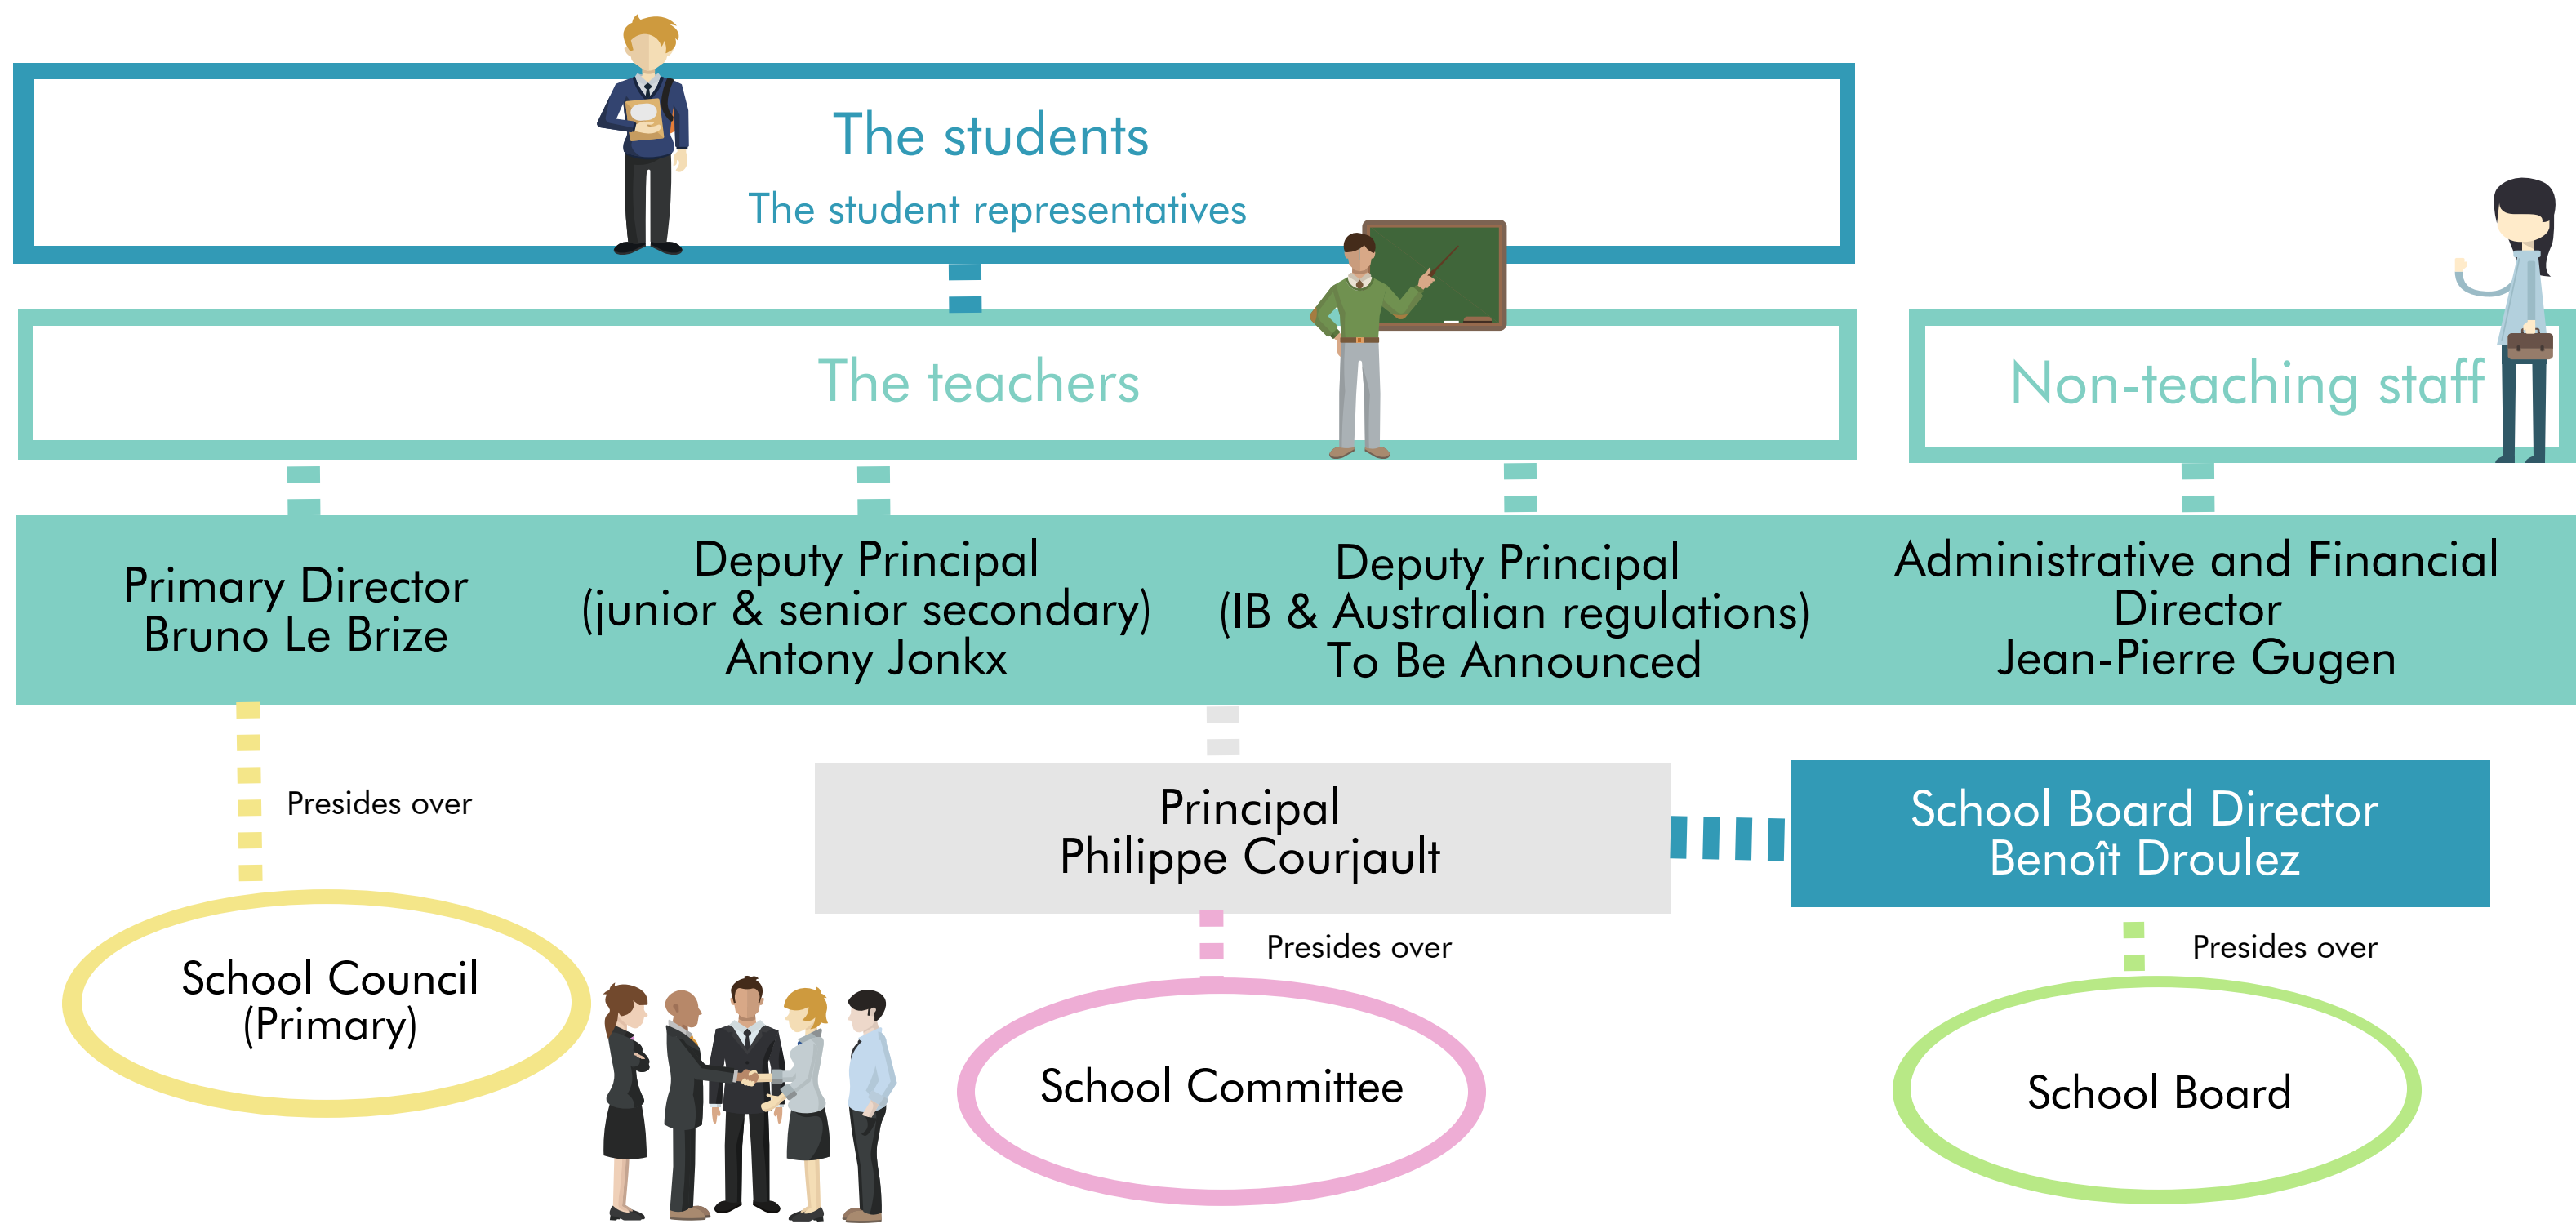 The students
The student representatives
The teachers
Non-teaching staff
Primary Director
Bruno Le Brize
Deputy Principal
(junior & senior secondary)
Antony Jonkx
Deputy Principal
(IB & Australian regulations)
To Be Announced
Administrative and Financial
Director
Jean-Pierre Gugen
Presides over
Principal
Philippe Courjault
School Board Director
Benoît Droulez
Presides over
Presides over
School Council
(Primary)
School Committee
School Board